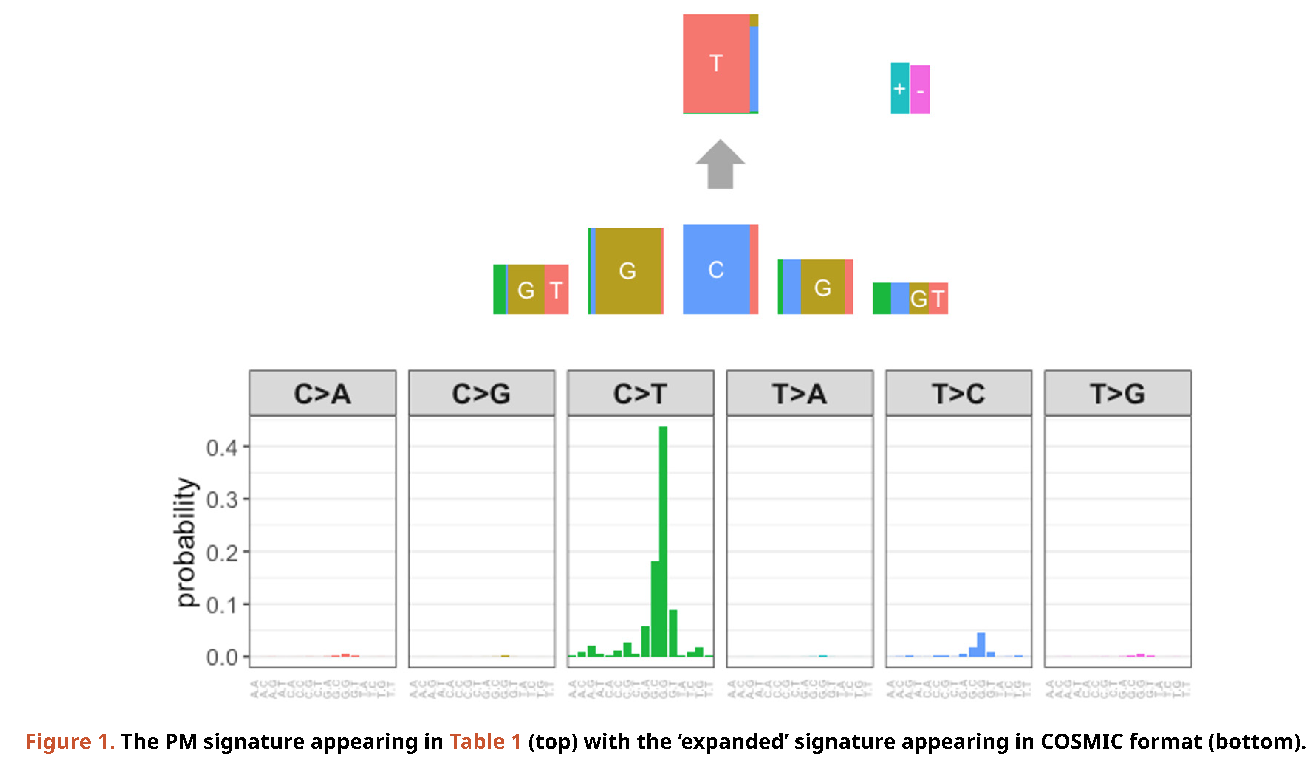 T
+ -
G T G C G G T
C>A C>G C>T T>A T>C T>G
probability
0.4
0.3
0.2
0.1
0.0
Figure 1. The PM signature appearing in Table 1 (top) with the ‘expanded’ signature appearing in COSMIC format (bottom).